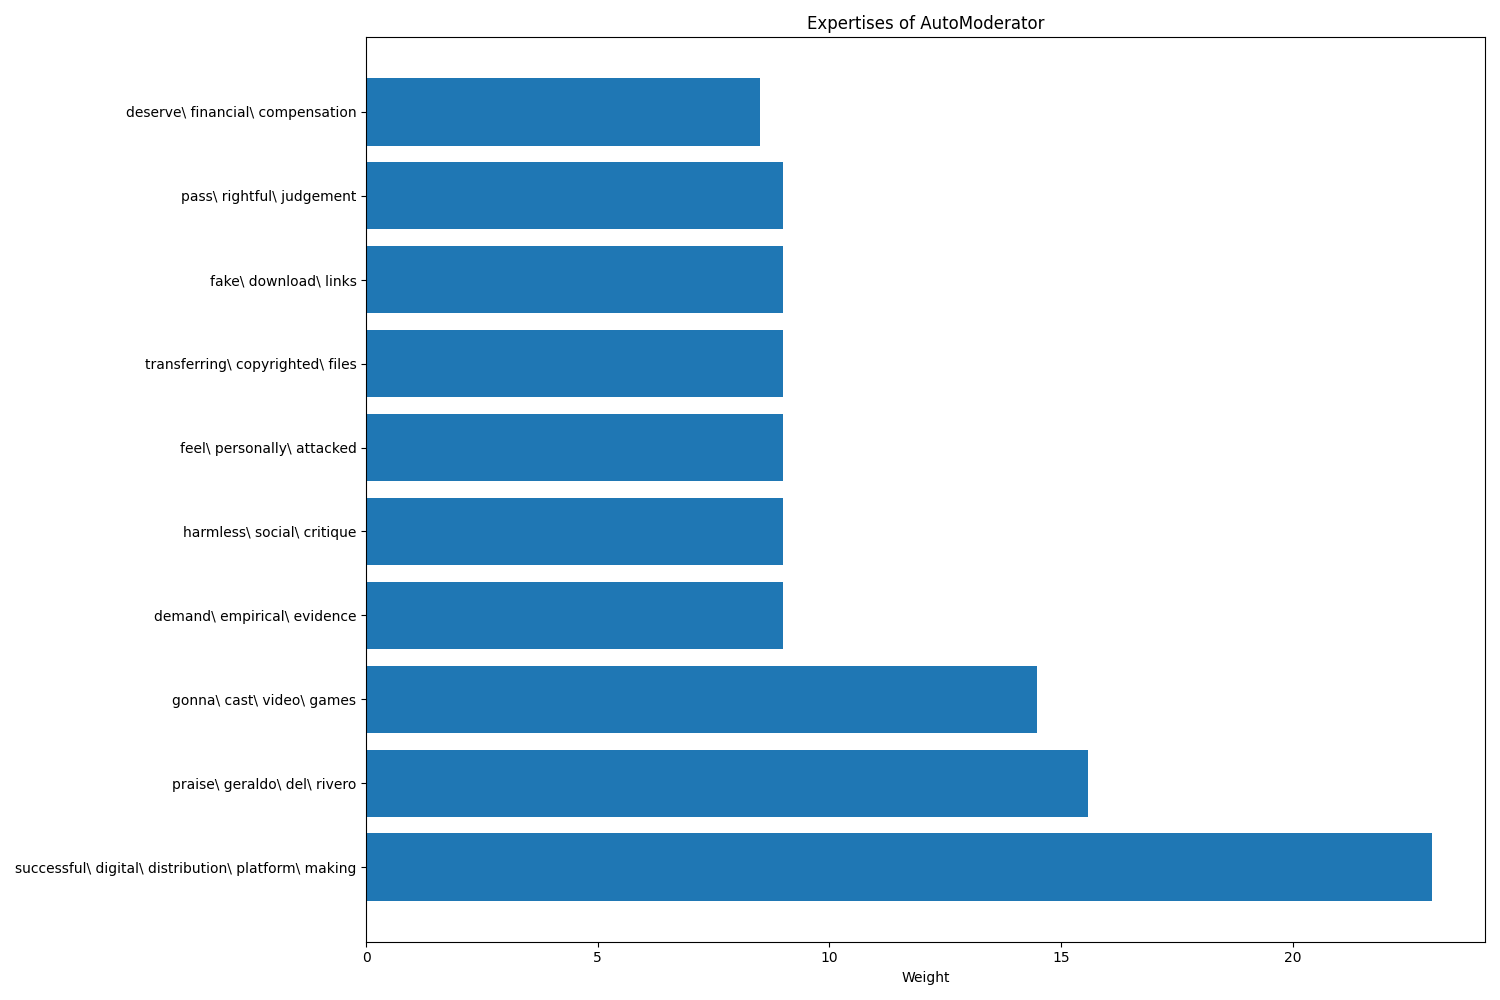 Expertises of AutoModerator
deserve\ financial\ compensation
pass\ rightful\ judgement
fake\ download\ links
transferring\ copyrighted\ files
feel\ personally\ attacked
harmless\ social\ critique
demand\ empirical\ evidence
gonna\ cast\ video\ games
praise\ geraldo\ del\ rivero
successful\ digital\ distribution\ platform\ making
0 5 10 15 20
Weight